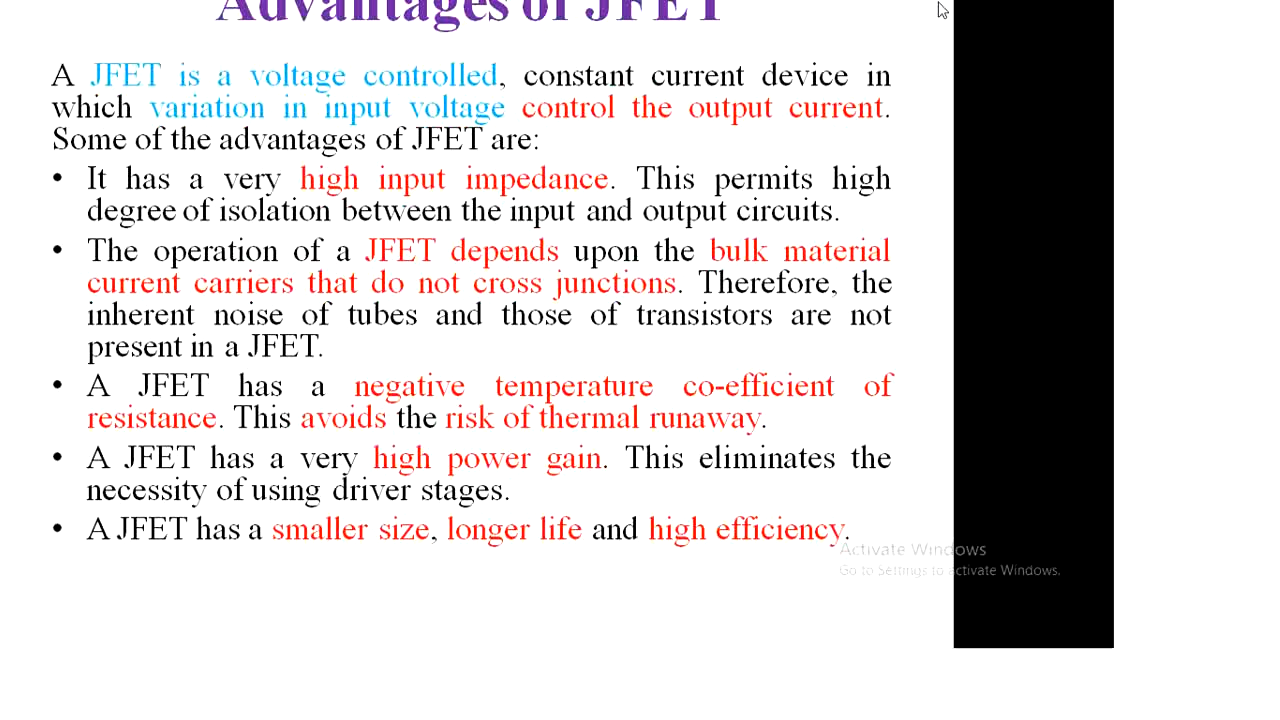 Advantages of JFET
A JFET is a voltage controlled, constant current device in
which variation in input voltage control the output current.
Some of the advantages of JFET are:
• It has a very high input impedance. This permits high
degree of isolation between the input and output circuits.
• The operation of a JFET depends upon the bulk material
current carriers that do not cross junctions. Therefore, the
inherent noise of tubes and those of transistors are not
present in a JFET.
• A JFET has a negative temperature co-efficient of
resistance. This avoids the risk of thermal runaway.
• A JFET has a very high power gain. This eliminates the
necessity of using driver stages.
• A JFET has a smaller size, longer life and high efficiency.
Activate Windows
Go to Settings to activate Windows.